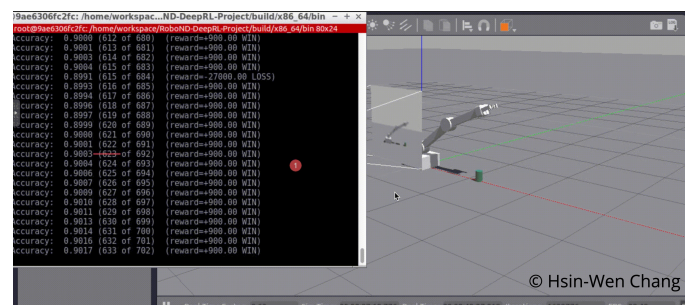 9ae6306fc2fc: /home/workspac...ND-DeepRL-Project/build/x86_64/bin
root@9ae6306fc2fc: /home/workspace/RoboND-DeepRL-Project/build/x86_64/bin 80x24
Accuracy: 0.9000 (612 of 680) (reward=+900.00 WIN)
Accuracy: 0.9001 (613 of 681) (reward=+900.00 WIN)
Accuracy: 0.9003 (614 of 682) (reward=+900.00 WIN)
Accuracy: 0.9004 (615 of 683) (reward=+900.00 WIN)
Accuracy: 0.8991 (615 of 684) (reward=-27000.00 LOSS)
Accuracy: 0.8993 (616 of 685) (reward=+900.00 WIN)
Accuracy: 0.8994 (617 of 686) (reward=+900.00 WIN)
Accuracy: 0.8996 (618 of 687) (reward=+900.00 WIN)
Accuracy: 0.8997 (619 of 688) (reward=+900.00 WIN)
Accuracy: 0.8999 (620 of 689) (reward=+900.00 WIN)
Accuracy: 0.9000 (621 of 690) (reward=+900.00 WIN)
Accuracy: 0.9001 (622 of 691) (reward=+900.00 WIN)
Accuracy: 0.9003 (623 of 692) (reward=+900.00 WIN)
Accuracy: 0.9004 (624 of 693) (reward=+900.00 WIN)
Accuracy: 0.9006 (625 of 694) (reward=+900.00 WIN)
Accuracy: 0.9007 (626 of 695) (reward=+900.00 WIN)
Accuracy: 0.9009 (627 of 696) (reward=+900.00 WIN)
Accuracy: 0.9010 (628 of 697) (reward=+900.00 WIN)
Accuracy: 0.9011 (629 of 698) (reward=+900.00 WIN)
Accuracy: 0.9013 (630 of 699) (reward=+900.00 WIN)
Accuracy: 0.9014 (631 of 700) (reward=+900.00 WIN)
Accuracy: 0.9016 (632 of 701) (reward=+900.00 WIN)
Accuracy: 0.9017 (633 of 702) (reward=+900.00 WIN)
1
© Hsin-Wen Chang